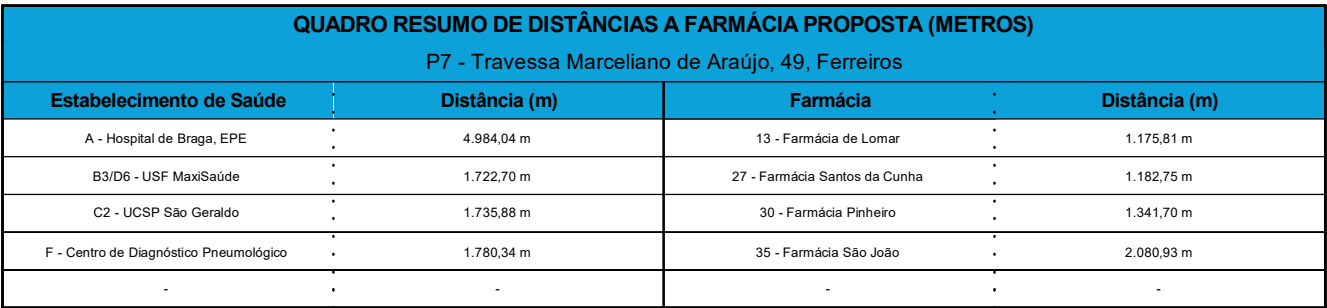 QUADRO RESUMO DE DISTÂNCIAS A FARMÁCIA PROPOSTA (METROS)
P7 - Travessa Marceliano de Araújo, 49, Ferreiros
Estabelecimento de Saúde Distância (m) Farmácia Distância (m)
A - Hospital de Braga, EPE 4.984,04 m 13 - Farmácia de Lomar 1.175,81 m
B3/D6 - USF MaxiSaúde 1.722,70 m 27 - Farmácia Santos da Cunha 1.182,75 m
C2 - UCSP São Geraldo 1.735,88 m 30 - Farmácia Pinheiro 1.341,70 m
F - Centro de Diagnóstico Pneumológico 1.780,34 m 35 - Farmácia São João 2.080,93 m
- - - -